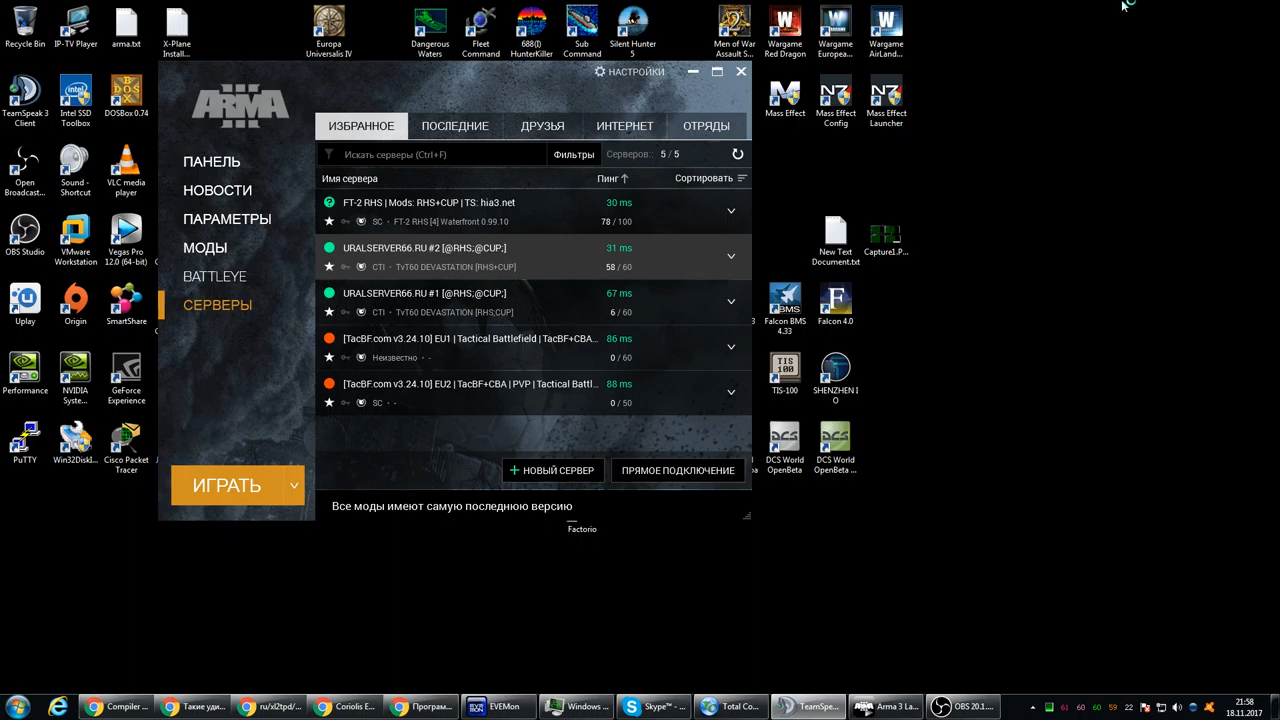 Recycle Bin
IP-TV Player
arma.txt
X-Plane
Install...
Europa
Universalis IV
Dangerous
Waters
Fleet
Command
688(I)
HunterKiller
Sub
Command
Silent Hunter
5
Men of War
Assault S...
Wargame
Red Dragon
Wargame
Europea...
Wargame
AirLand...
TeamSpeak 3
Client
Intel SSD
Toolbox
DOSBox 0.74
Mass Effect
Mass Effect
Config
Mass Effect
Launcher
Open
Broadcast...
Sound -
Shortcut
VLC media
player
OBS Studio
VMware
Workstation
Vegas Pro
12.0 (64-bit)
New Text
Document.txt
Capture1.P...
Uplay
Origin
SmartShare
Falcon BMS
4.33
Falcon 4.0
Performance
NVIDIA
Syste...
GeForce
Experience
TIS-100
SHENZHEN I
O
PuTTY
Win32DiskI...
Cisco Packet
Tracer
DCS World
OpenBeta
DCS World
OpenBeta ...
Factorio
ARMA III
НАСТРОЙКИ
ПАНЕЛЬ
НОВОСТИ
ПАРАМЕТРЫ
МОДЫ
BATTLEYE
СЕРВЕРЫ
ИГРАТЬ
ИЗБРАННОЕ ПОСЛЕДНИЕ ДРУЗЬЯ ИНТЕРНЕТ ОТРЯДЫ
Искать серверы (Ctrl+F) Фильтры Серверов:: 5 / 5
Имя сервера Пинг Сортировать
FT-2 RHS | Mods: RHS+CUP | TS: hia3.net 30 ms
SC • FT-2 RHS [4] Waterfront 0.99.10 78 / 100
URALSERVER66.RU #2 [@RHS;@CUP;] 31 ms
CTI • TvT60 DEVASTATION [RHS+CUP] 58 / 60
URALSERVER66.RU #1 [@RHS;@CUP;] 67 ms
CTI • TvT60 DEVASTATION [RHS;CUP] 6 / 60
[TacBF.com v3.24.10] EU1 | Tactical Battlefield | TacBF+CBA... 86 ms
Неизвестно • - 0 / 60
[TacBF.com v3.24.10] EU2 | TacBF+CBA | PVP | Tactical Battl... 88 ms
SC • - 0 / 50
НОВЫЙ СЕРВЕР ПРЯМОЕ ПОДКЛЮЧЕНИЕ
Все моды имеют самую последнюю версию
Compiler ... Такие уди... ru/xl2tpd/... Coriolis E... Програм... EVEMon Windows ... Skype™ - ... Total Co... TeamSpe... Arma 3 La... OBS 20.1.... 61 60 60 59 22 21:58
18.11.2017